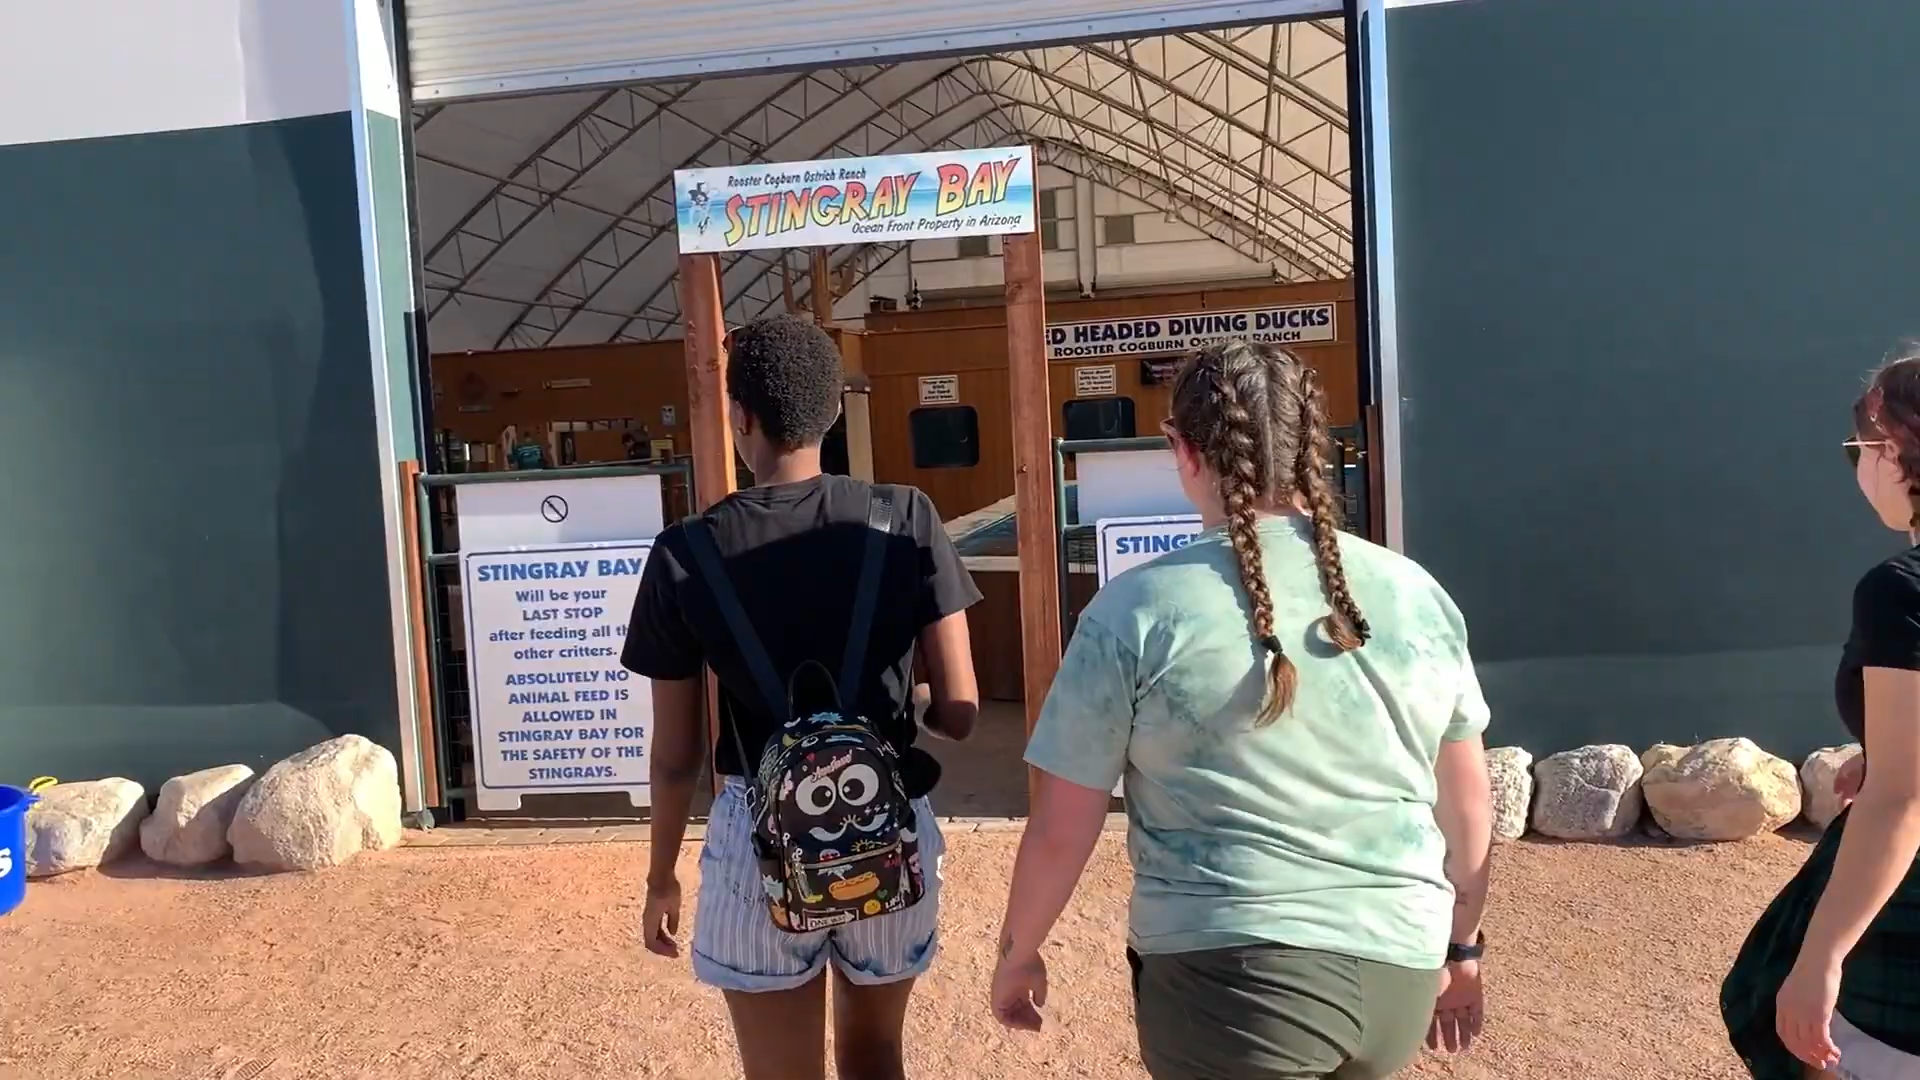 Rooster Cogburn Ostrich Ranch
STINGRAY BAY
Ocean Front Property in Arizona
ED HEADED DIVING DUCKS
ROOSTER COGBURN OSTRICH RANCH
STINGRAY BAY
Will be your
LAST STOP
after feeding all th
other critters.
ABSOLUTELY NO
ANIMAL FEED IS
ALLOWED IN
STINGRAY BAY FOR
THE SAFETY OF THE
STINGRAYS.
STING
ONE WAY